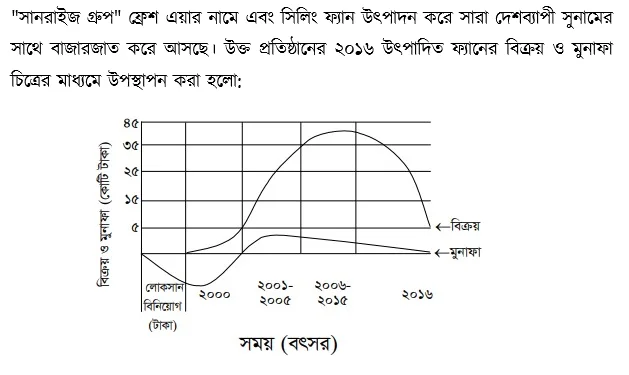 "সানরাইজ গ্রুপ" ফ্রেশ এয়ার নামে এবং সিলিং ফ্যান উৎপাদন করে সারা দেশব্যাপী সুনামের
সাথে বাজারজাত করে আসছে। উক্ত প্রতিষ্ঠানের ২০১৬ উৎপাদিত ফ্যানের বিক্রয় ও মুনাফা
চিত্রের মাধ্যমে উপস্থাপন করা হলো:
বিক্রয় ও মুনাফা (কোটি টাকা)
৪৫
৩৫
২৫
১৫
৫
বিক্রয়
মুনাফা
লোকসান
বিনিয়োগ
(টাকা)
২০০০
২০০১-
২০০৫
২০০৬-
২০১৫
২০১৬
সময় (বৎসর)